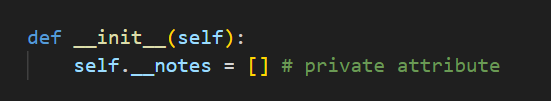 def __init__(self):
    self.__notes = [] # private attribute